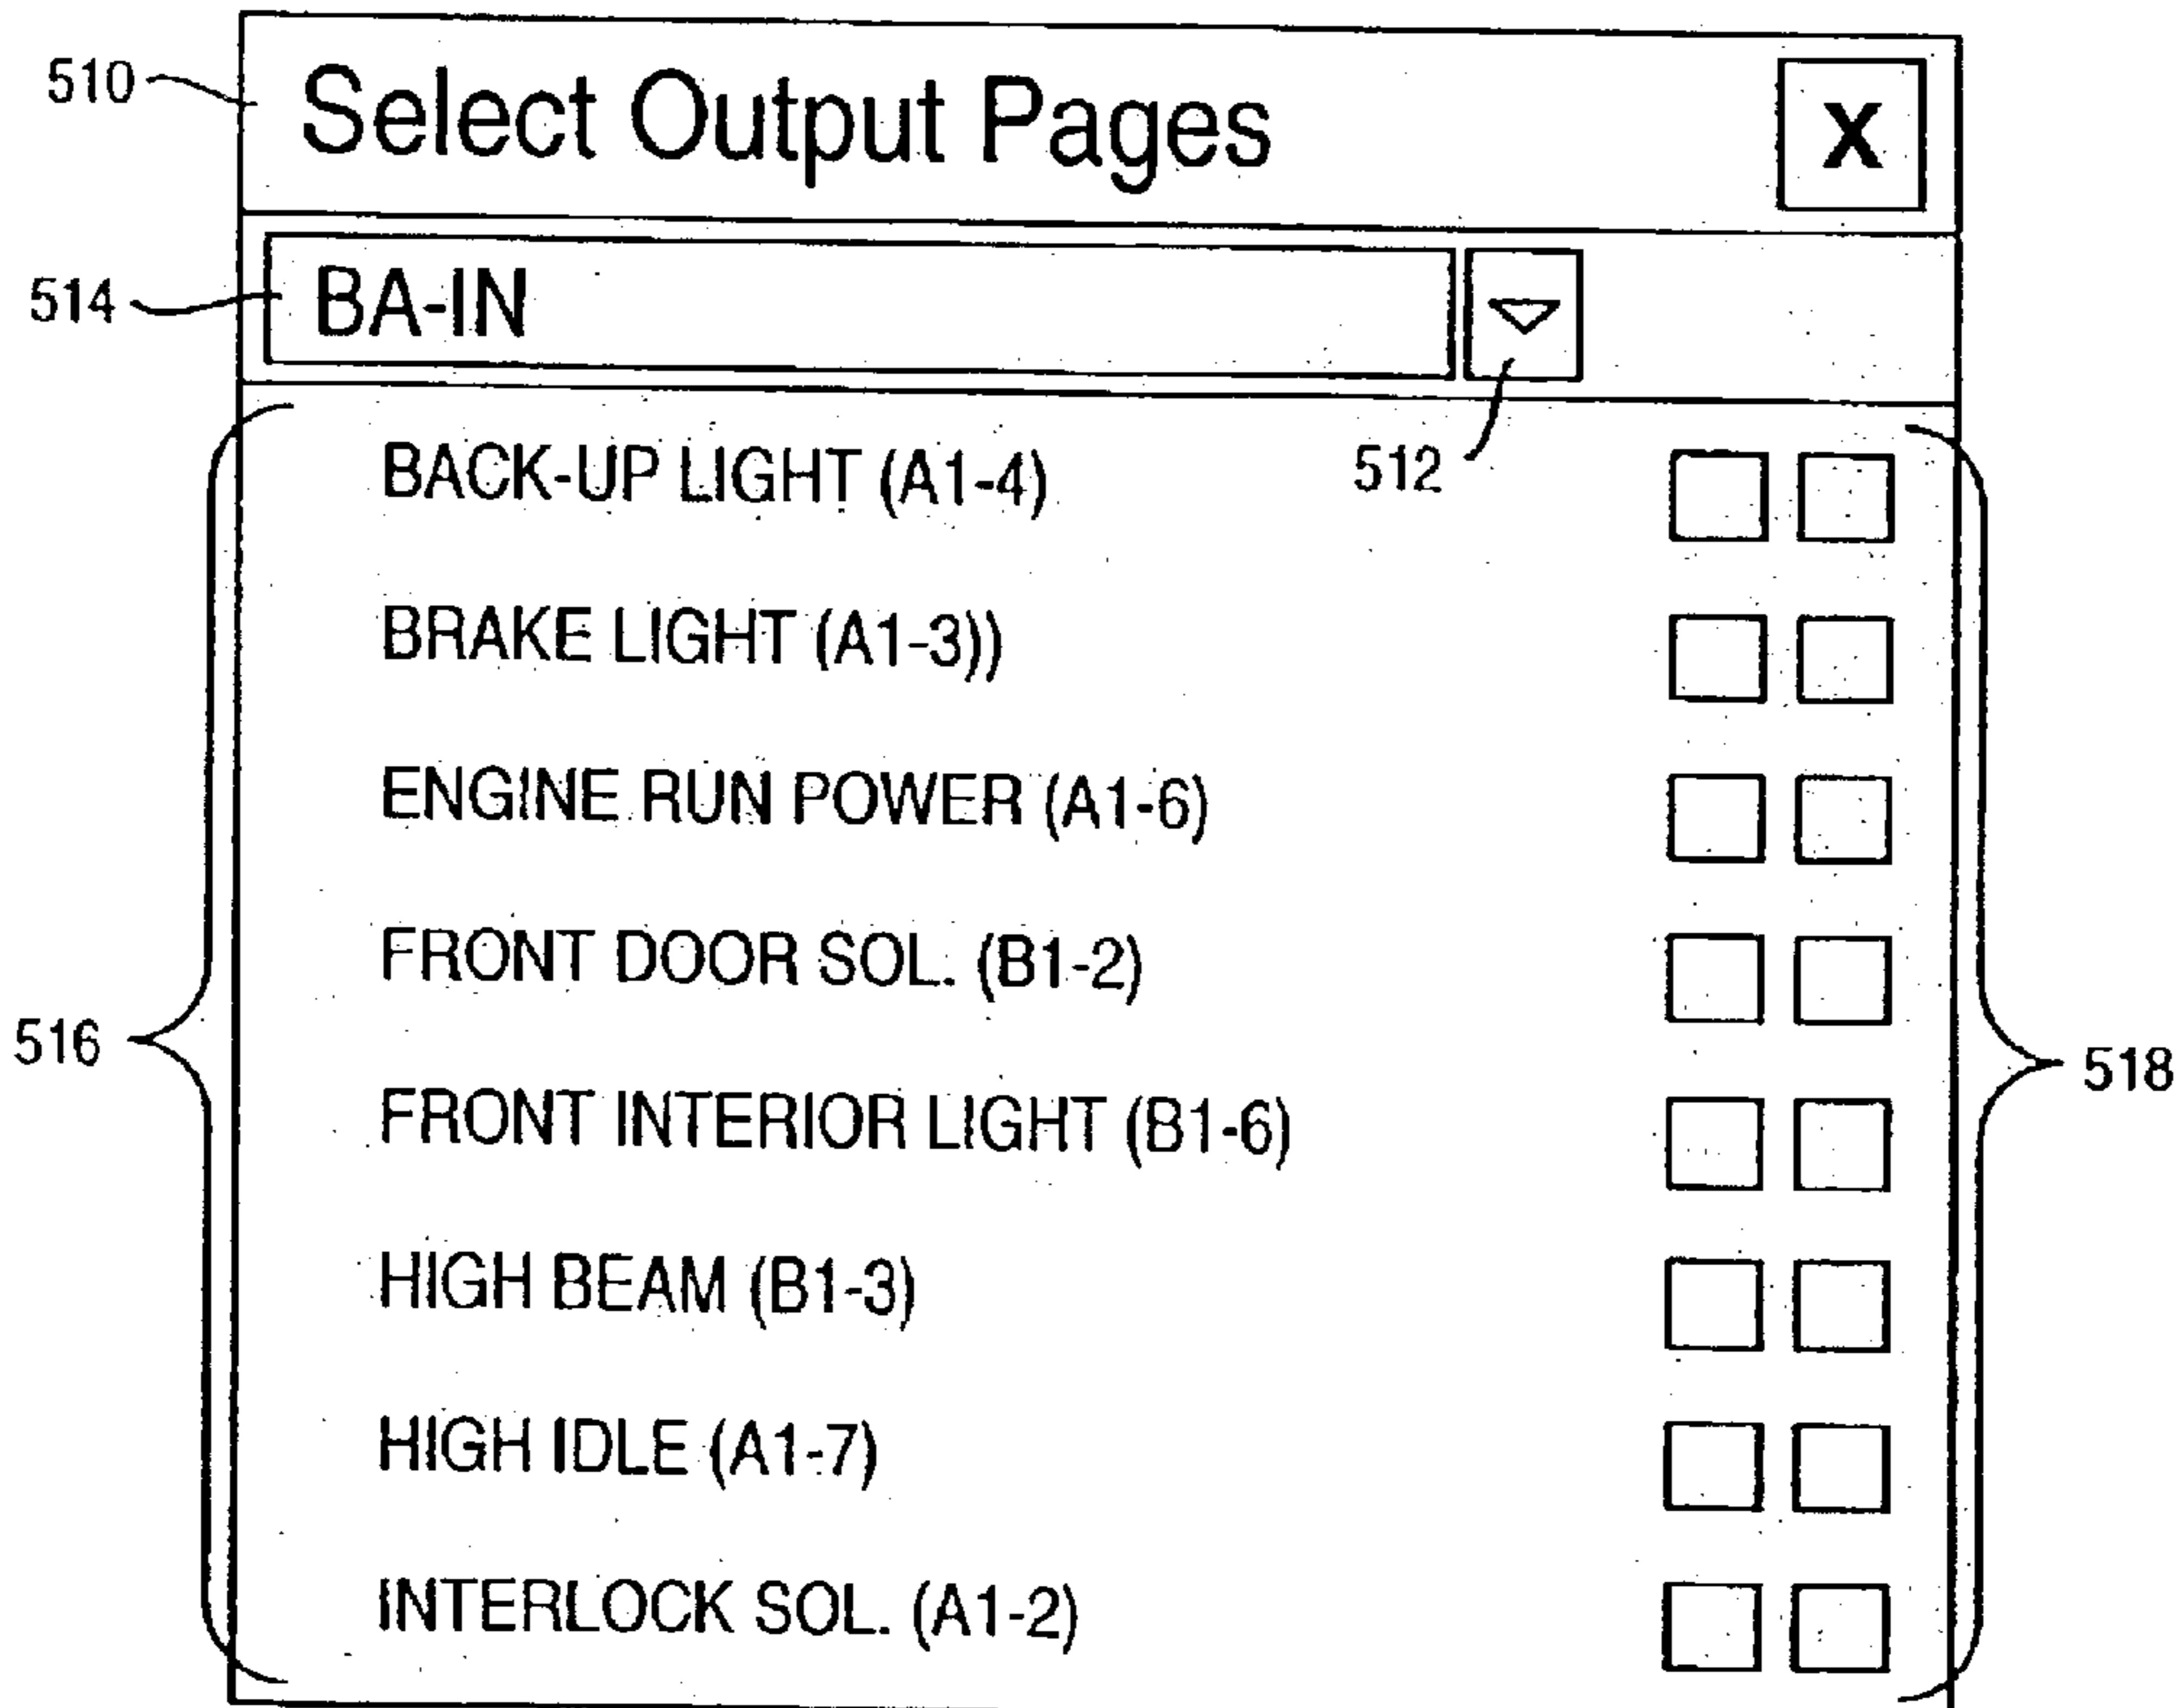 510
Select Output Pages
X
514
BA-IN
512
BACK-UP LIGHT (A1-4)
BRAKE LIGHT (A1-3))
ENGINE RUN POWER (A1-6)
FRONT DOOR SOL. (B1-2)
516
518
FRONT INTERIOR LIGHT (B1-6)
HIGH BEAM (B1-3)
HIGH IDLE (A1-7)
INTERLOCK SOL. (A1-2)